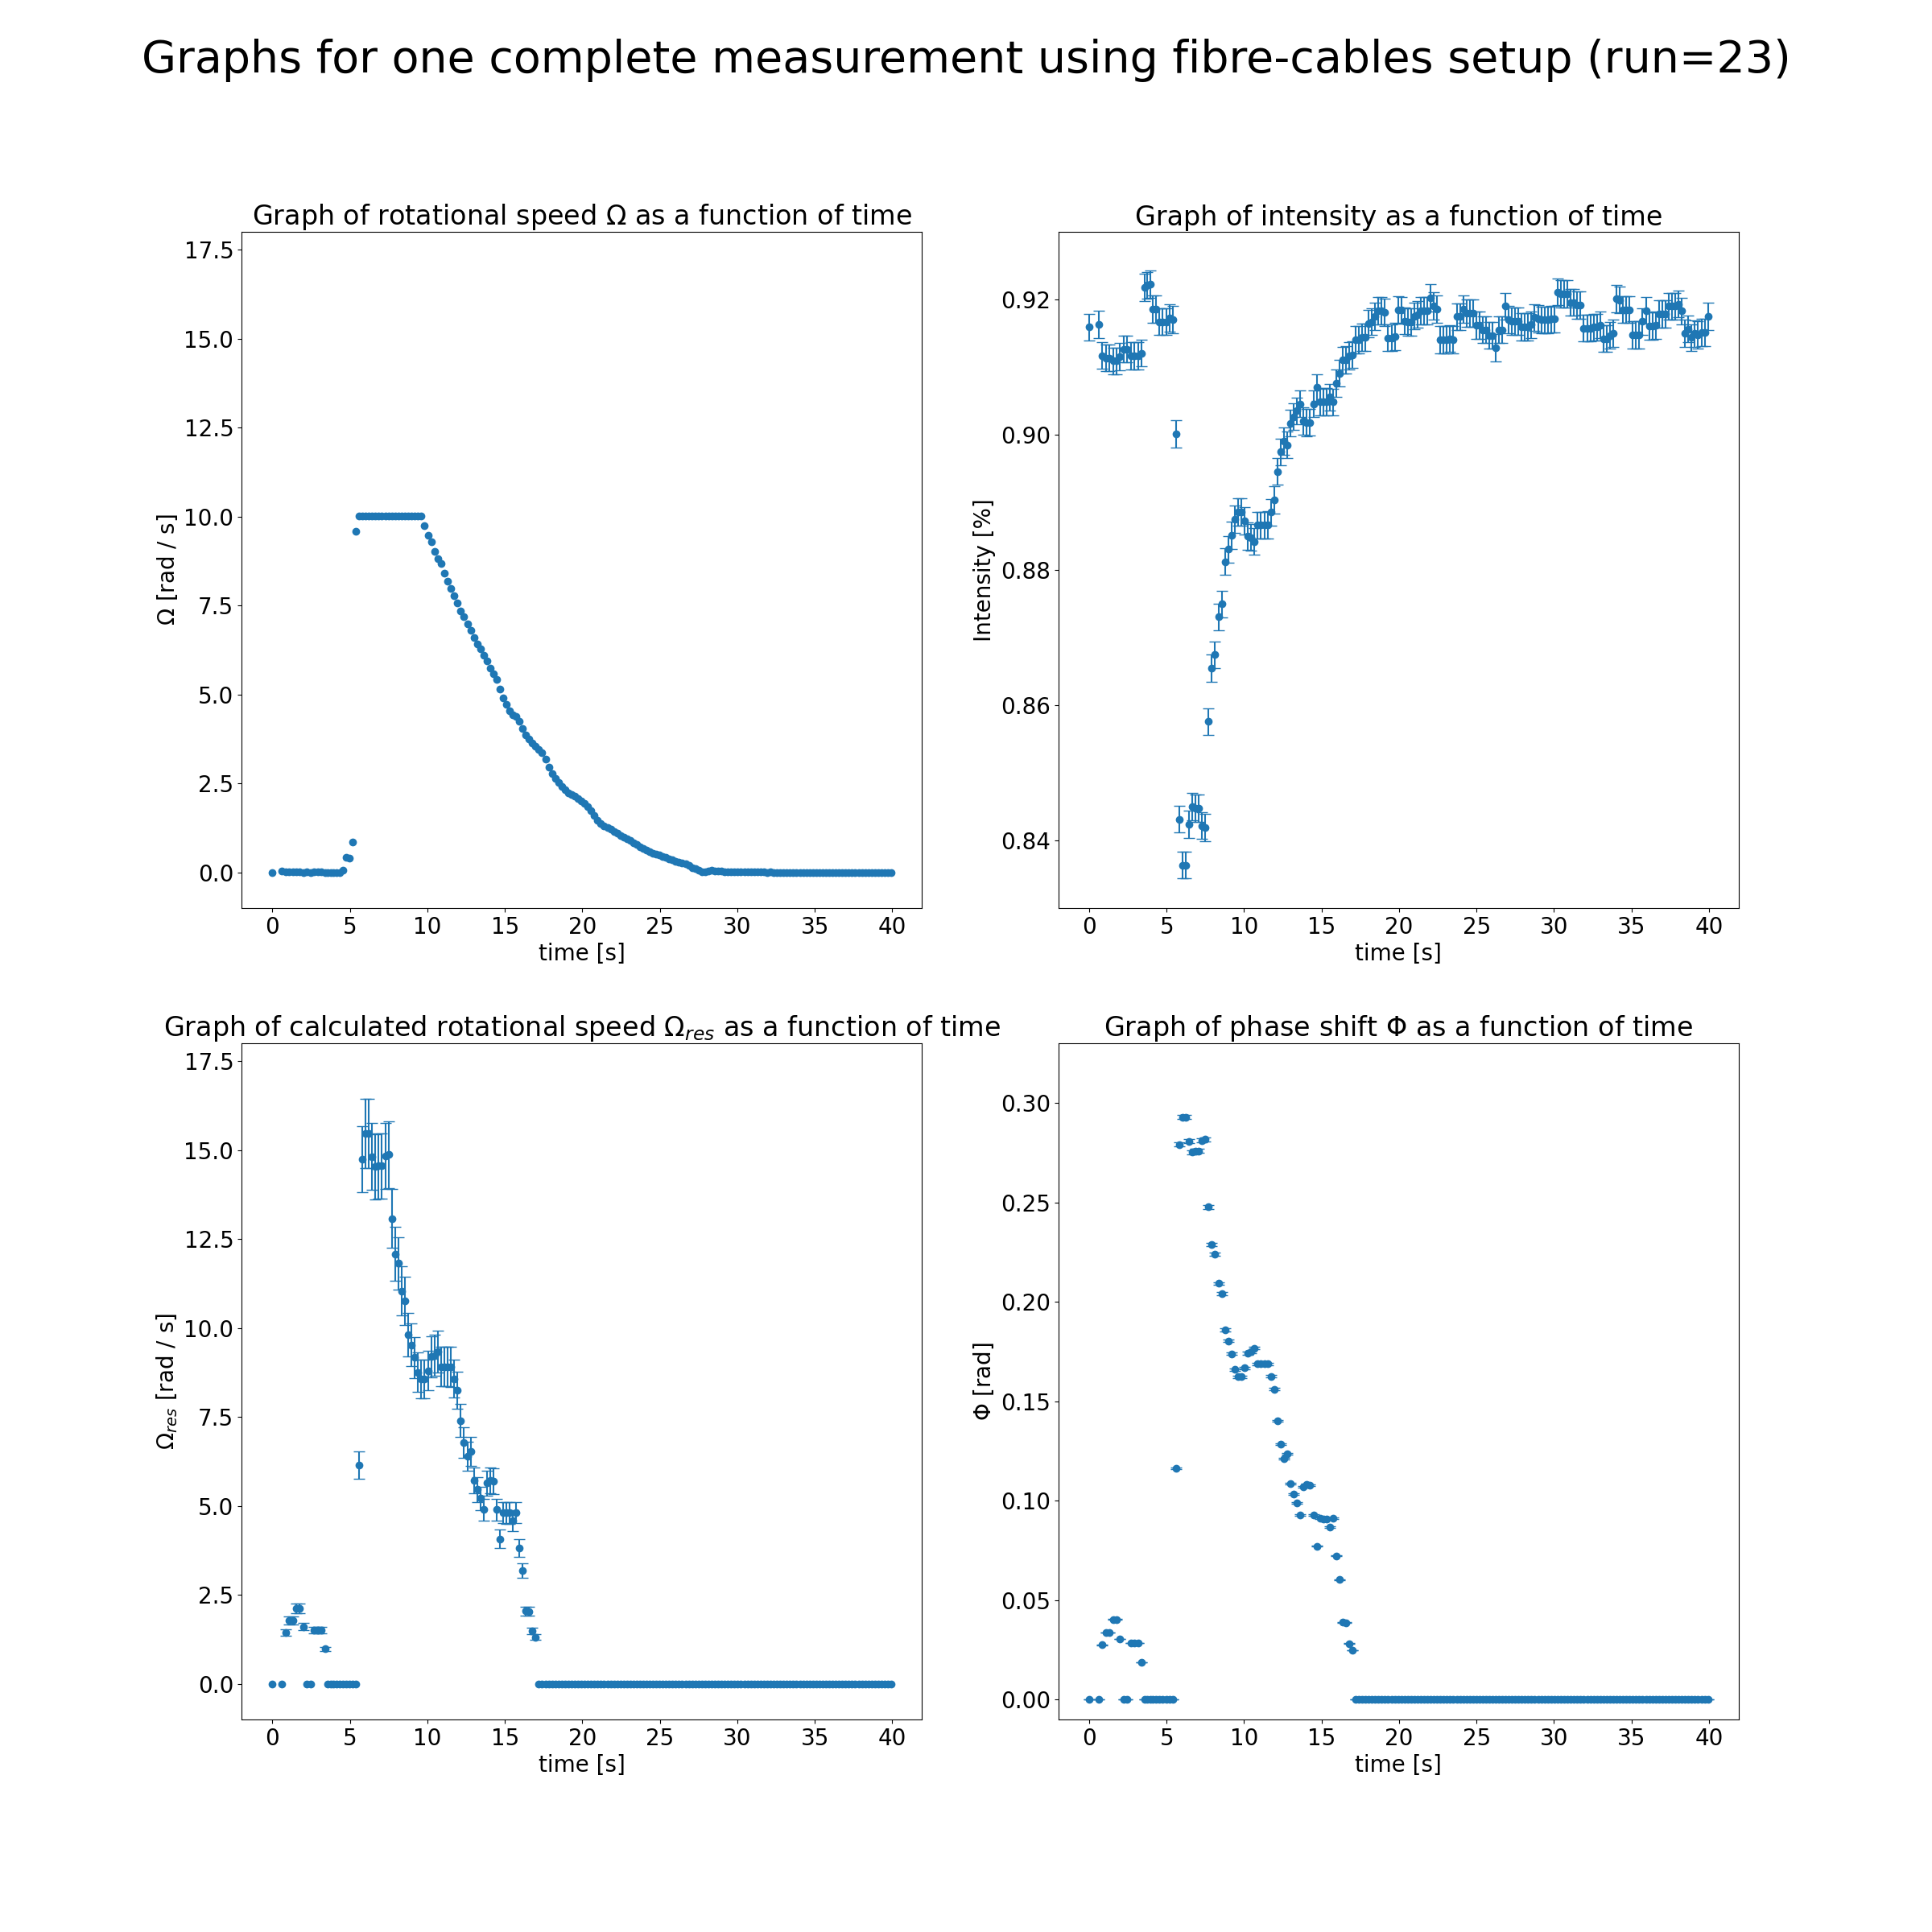 Graphs for one complete measurement using fibre-cables setup (run=23)
Graph of rotational speed Ω as a function of time
17.5
15.0
12.5
10.0
7.5
5.0
2.5
0.0
Ω [rad / s]
0 5 10 15 20 25 30 35 40
time [s]
Graph of intensity as a function of time
0.92
0.90
0.88
0.86
0.84
Intensity [%]
0 5 10 15 20 25 30 35 40
time [s]
Graph of calculated rotational speed Ωres as a function of time
17.5
15.0
12.5
10.0
7.5
5.0
2.5
0.0
Ωres [rad / s]
0 5 10 15 20 25 30 35 40
time [s]
Graph of phase shift Φ as a function of time
0.30
0.25
0.20
0.15
0.10
0.05
0.00
Φ [rad]
0 5 10 15 20 25 30 35 40
time [s]